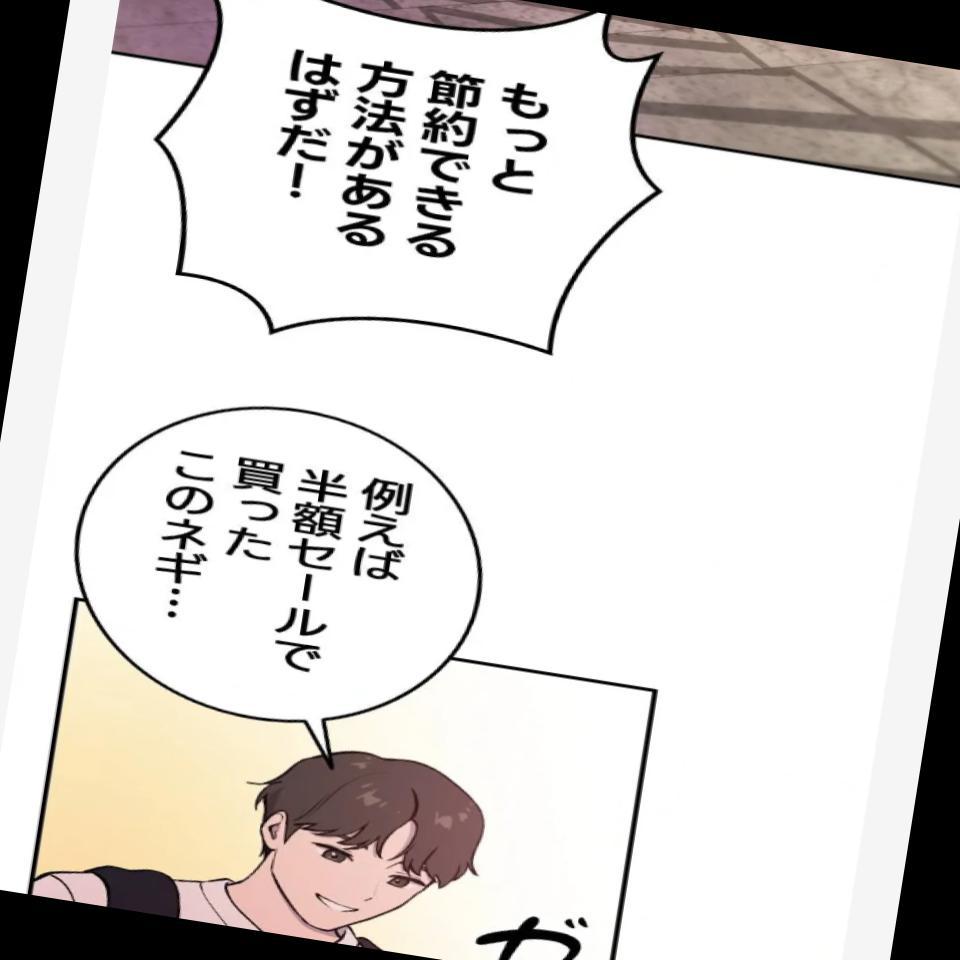 もっと
節約できる
方法がある
はずだ!
例えば
半額セールで
買った
このネギ…
ガ